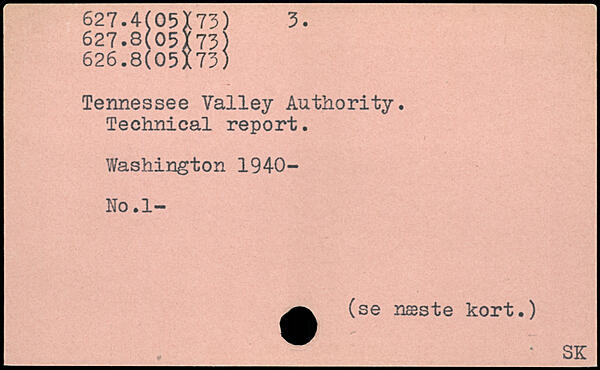 627.4(05)(73) 3.
627.8(05)(73)
626.8(05)(73)
Tennessee Valley Authority.
Technical report.
Washington 1940-
No.1-
(se næste kort.)
SK